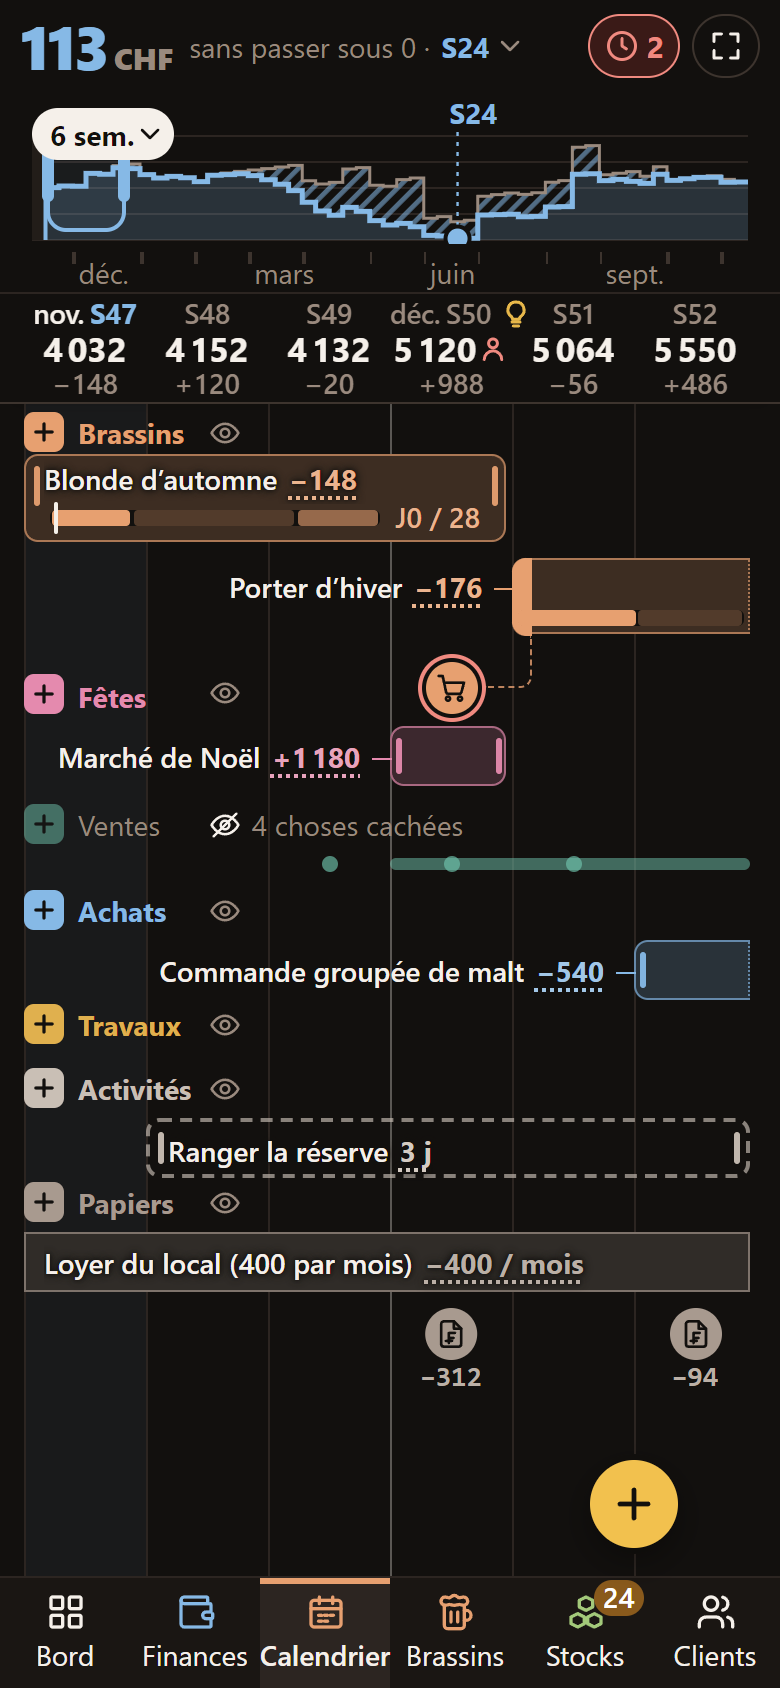 113 CHF sans passer sous 0 · S24
2
S24
6 sem.
déc. mars juin sept.
nov. S47 S48 S49 déc. S50 S51 S52
4 032 4 152 4 132 5 120 5 064 5 550
−148 +120 −20 +988 −56 +486
Brassins
Blonde d’automne −148
J0 / 28
Porter d’hiver −176
Fêtes
Marché de Noël +1 180
Ventes 4 choses cachées
Achats
Commande groupée de malt −540
Travaux
Activités
Ranger la réserve 3 j
Papiers
Loyer du local (400 par mois) −400 / mois
−312 −94
24
Bord Finances Calendrier Brassins Stocks Clients